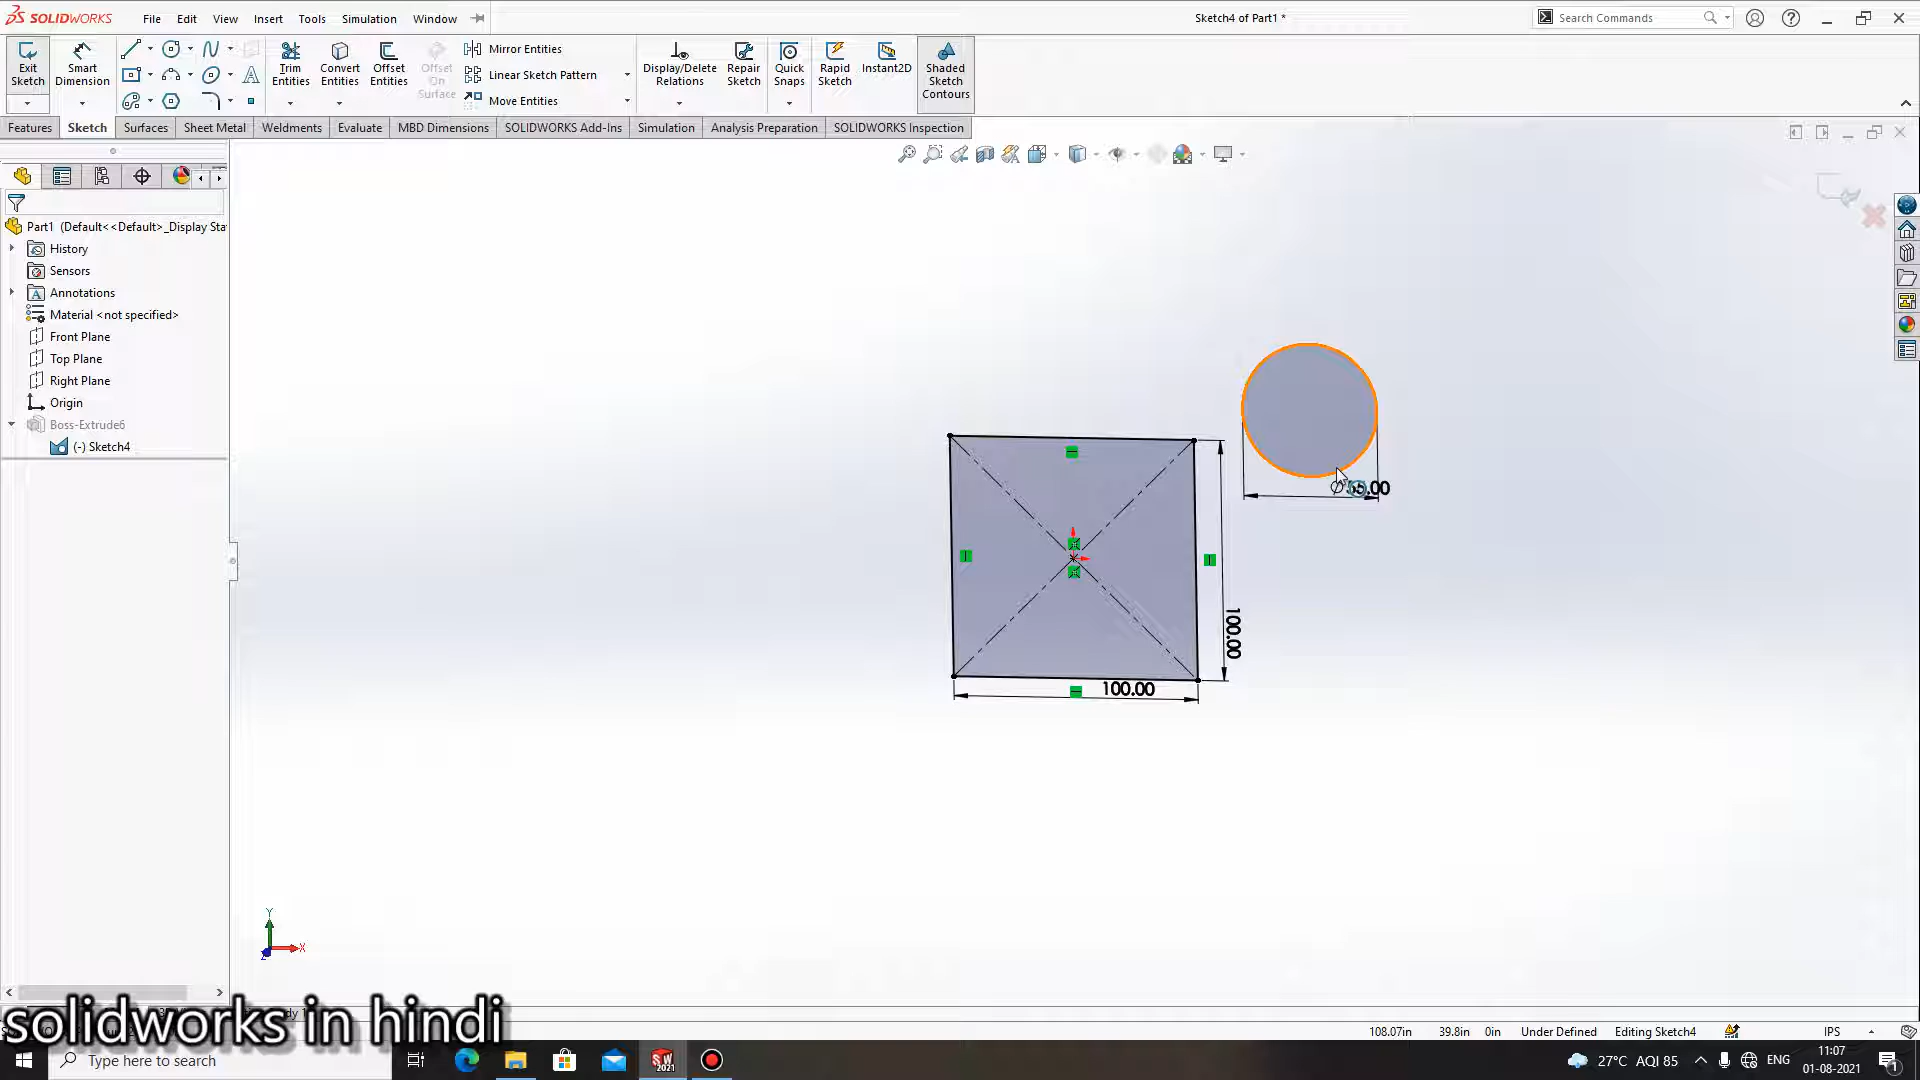 SOLIDWORKS
File Edit View Insert Tools Simulation Window
Sketch4 of Part1 *
Search Commands
Exit Sketch
Smart Dimension
Trim Entities
Convert Entities
Offset Entities
Offset On Surface
Mirror Entities
Linear Sketch Pattern
Move Entities
Display/Delete Relations
Repair Sketch
Quick Snaps
Rapid Sketch
Instant2D
Shaded Sketch Contours
Features Sketch Surfaces Sheet Metal Weldments Evaluate MBD Dimensions SOLIDWORKS Add-Ins Simulation Analysis Preparation SOLIDWORKS Inspection
Part1 (Default<<Default>_Display Sta
History
Sensors
Annotations
Material <not specified>
Front Plane
Top Plane
Right Plane
Origin
Boss-Extrude6
(-) Sketch4
100.00
100.00
Y
X
Z
solidworks in hindi
108.07in 39.8in 0in Under Defined Editing Sketch4 IPS
Type here to search
SW 2021
27°C AQI 85
ENG
11:07
01-08-2021
1